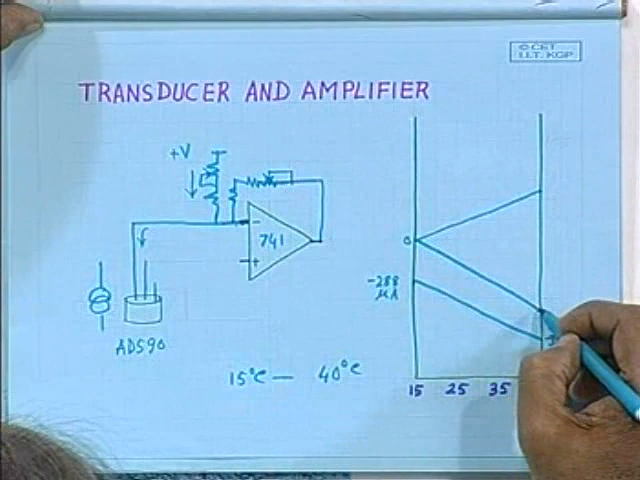 © CET
I.I.T. KGP
TRANSDUCER AND AMPLIFIER
+V
-
741
+
0
-288
μA
AD590
15°C — 40°C
15 25 35